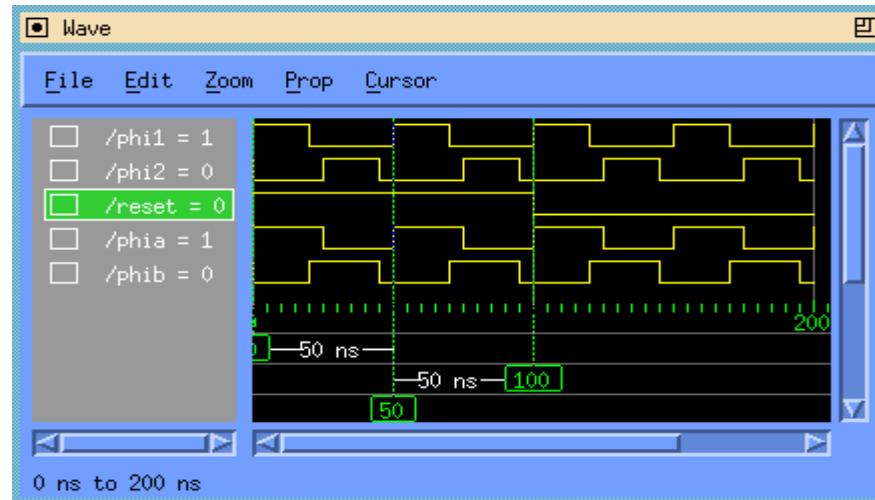 Wave
File Edit Zoom Prop Cursor
/phi1 = 1
/phi2 = 0
/reset = 0
/phia = 1
/phib = 0
200
50 ns
50 ns 100
50
0 ns to 200 ns